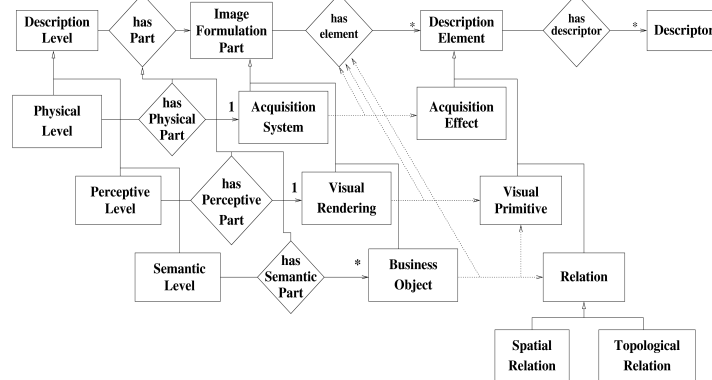 Description
Level
has
Part
Image
Formulation
Part
has
element
*
Description
Element
has
descriptor
*
Descriptor
Physical
Level
has
Physical
Part
1
Acquisition
System
Acquisition
Effect
Perceptive
Level
has
Perceptive
Part
1
Visual
Rendering
Visual
Primitive
Semantic
Level
has
Semantic
Part
*
Business
Object
Relation
Spatial
Relation
Topological
Relation